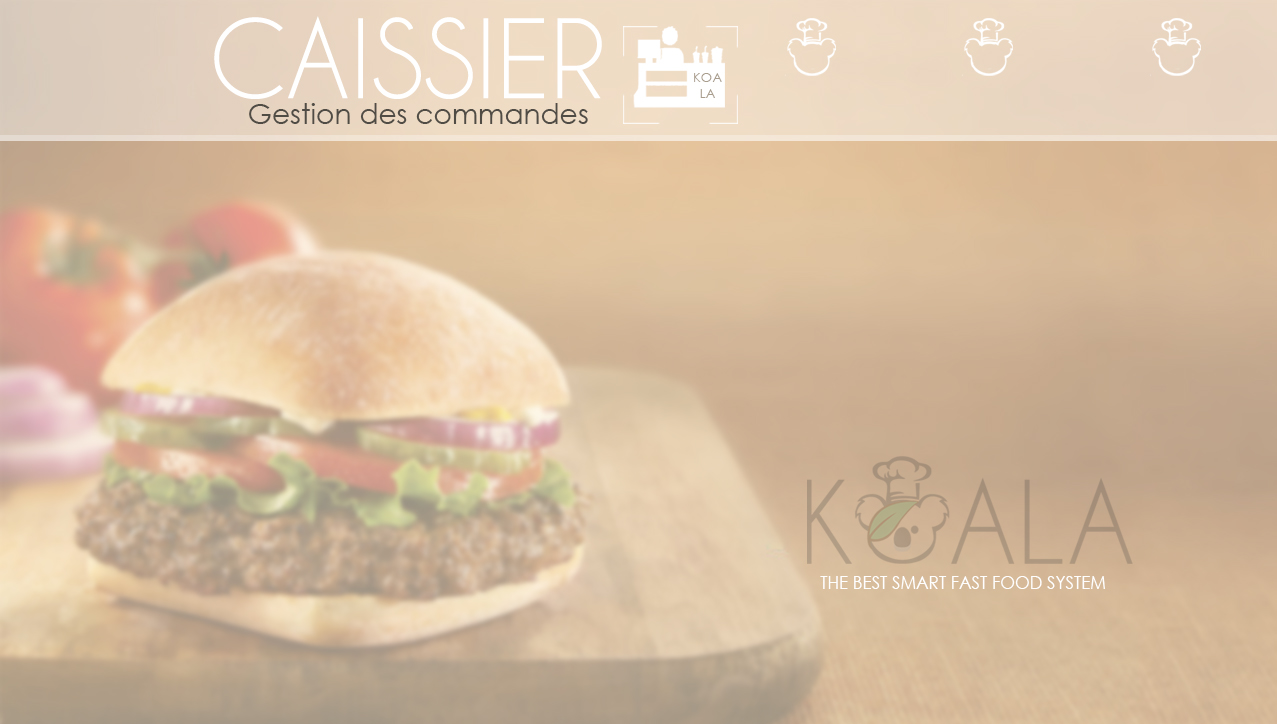 CAISSIER
Gestion des commandes
KOA
LA
KOALA
THE BEST SMART FAST FOOD SYSTEM